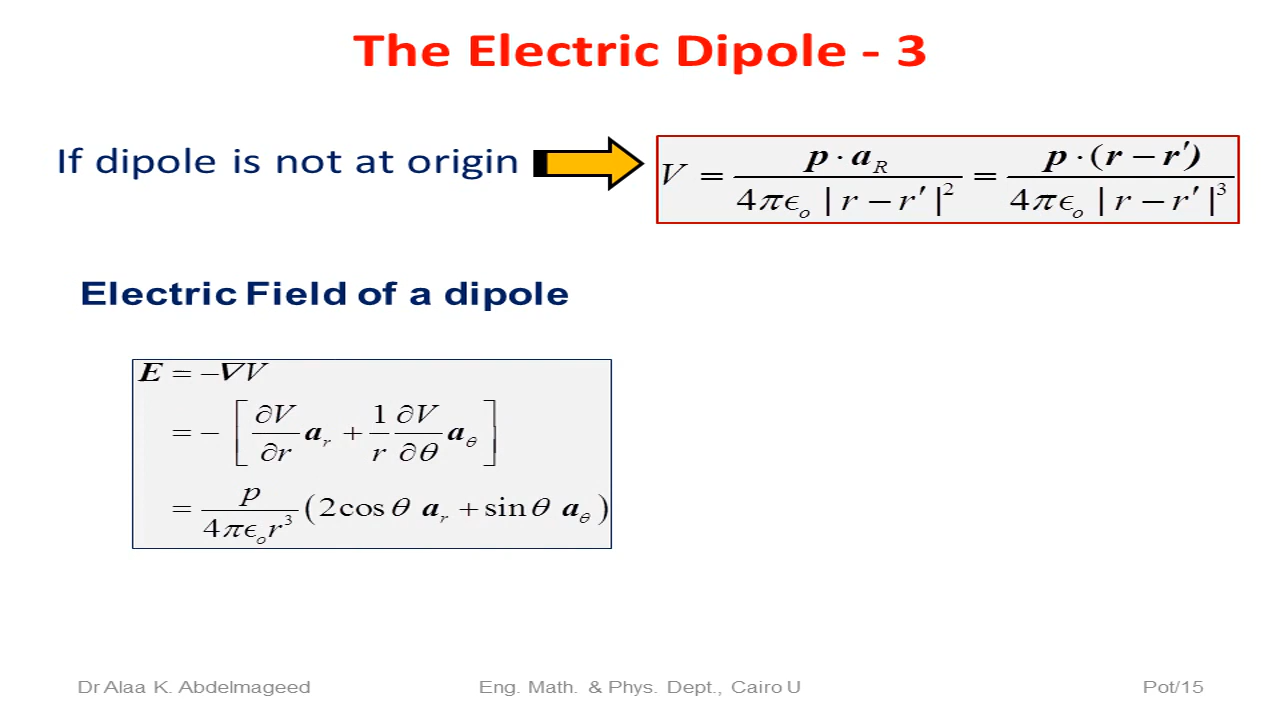 The Electric Dipole - 3
If dipole is not at origin
V = p · a_R / 4πϵ_o | r − r′ |² = p · (r − r′) / 4πϵ_o | r − r′ |³
Electric Field of a dipole
E = −∇V
= − [ ∂V/∂r a_r + 1/r ∂V/∂θ a_θ ]
= p / 4πϵ_o r³ (2cos θ a_r + sin θ a_θ)
Dr Alaa K. Abdelmageed Eng. Math. & Phys. Dept., Cairo U Pot/15